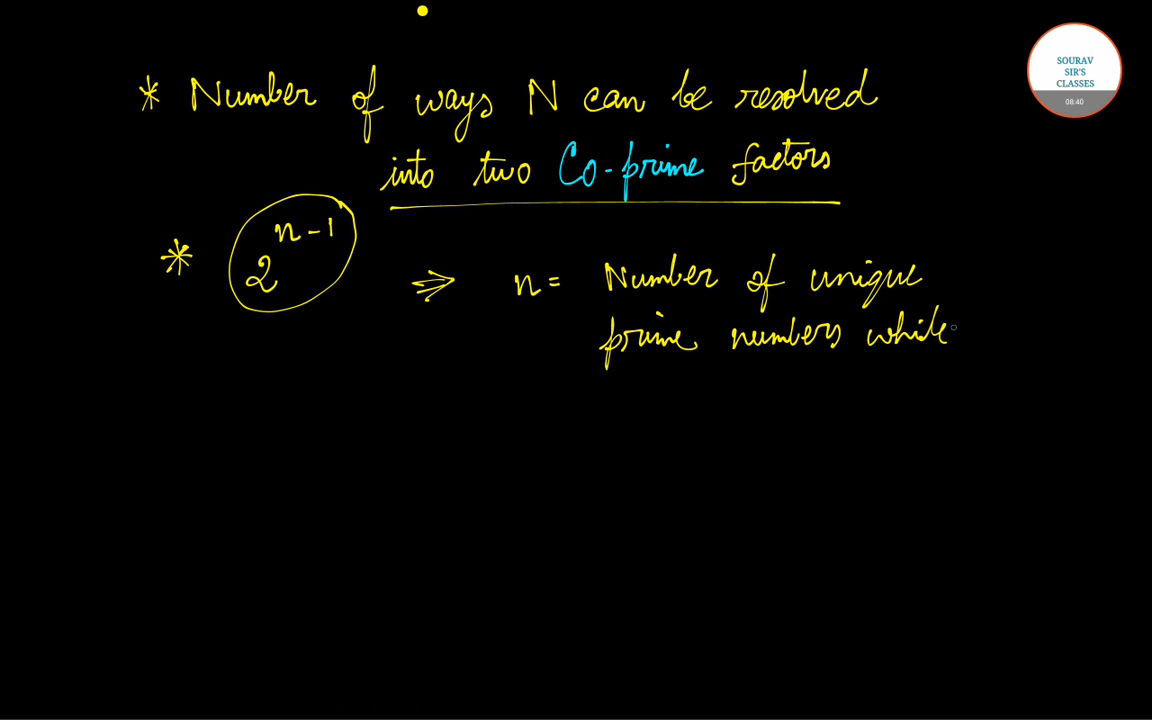 * Number of ways N can be resolved
into two Co-prime factors
* 2^{n-1} ⇒ n = Number of unique
prime numbers while
SOURAV
SIR'S
CLASSES
08:40